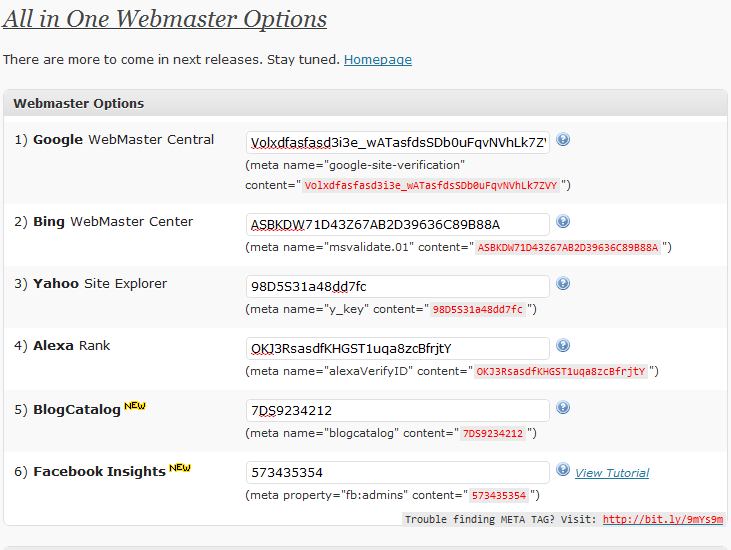 All in One Webmaster Options
There are more to come in next releases. Stay tuned. Homepage
Webmaster Options
1) Google WebMaster Central
Volxdfasfasd3i3e_wATasfdsSDb0uFqvNVhLk7ZV
(meta name="google-site-verification"
content=" Volxdfasfasd3i3e_wATasfdsSDb0uFqvNVhLk7ZVY ")
2) Bing WebMaster Center
ASBKDW71D43Z67AB2D39636C89B88A
(meta name="msvalidate.01" content=" ASBKDW71D43Z67AB2D39636C89B88A ")
3) Yahoo Site Explorer
98D5S31a48dd7fc
(meta name="y_key" content=" 98D5S31a48dd7fc ")
4) Alexa Rank
OKJ3RsasdfKHGST1uqa8zcBfrjtY
(meta name="alexaVerifyID" content=" OKJ3RsasdfKHGST1uqa8zcBfrjtY ")
5) BlogCatalog NEW
7DS9234212
(meta name="blogcatalog" content=" 7DS9234212 ")
6) Facebook Insights NEW
573435354
View Tutorial
(meta property="fb:admins" content=" 573435354 ")
Trouble finding META TAG? Visit: http://bit.ly/9mYs9m